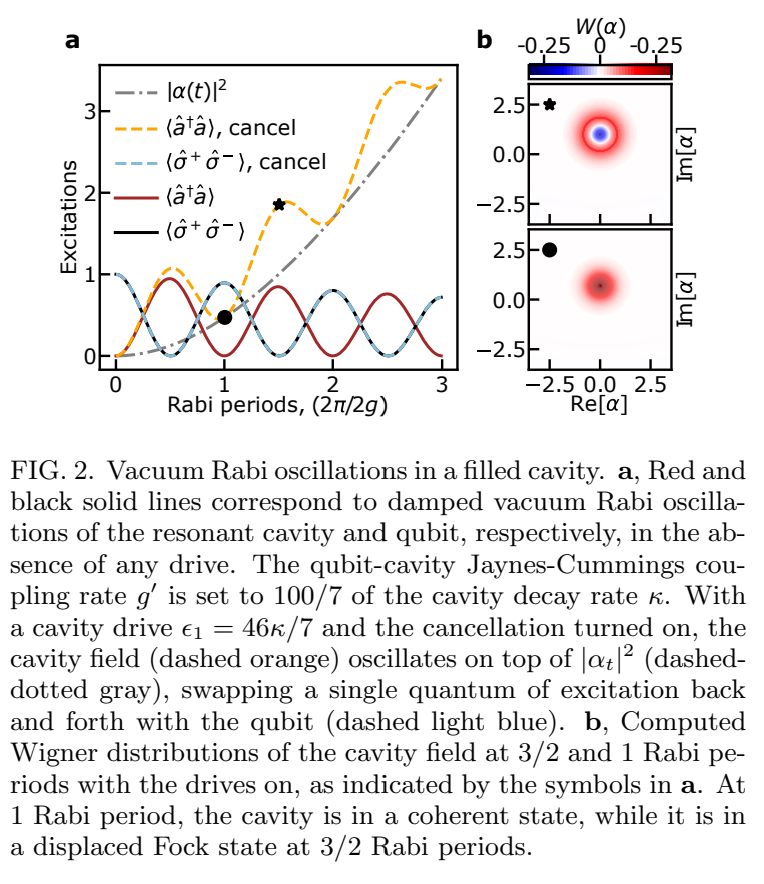 a
b
W(α)
-0.25 0 -0.25
|α(t)|²
⟨â†â⟩, cancel
⟨σ̂⁺σ̂⁻⟩, cancel
⟨â†â⟩
⟨σ̂⁺σ̂⁻⟩
Excitations
3
2
1
0
0 1 2 3
Rabi periods, (2π/2g)
2.5
0.0
−2.5
Im[α]
2.5
0.0
−2.5
Im[α]
−2.5 0.0 2.5
Re[α]
FIG. 2. Vacuum Rabi oscillations in a filled cavity. a, Red and
black solid lines correspond to damped vacuum Rabi oscilla-
tions of the resonant cavity and qubit, respectively, in the ab-
sence of any drive. The qubit-cavity Jaynes-Cummings cou-
pling rate g′ is set to 100/7 of the cavity decay rate κ. With
a cavity drive ϵ₁ = 46κ/7 and the cancellation turned on, the
cavity field (dashed orange) oscillates on top of |αₜ|² (dashed-
dotted gray), swapping a single quantum of excitation back
and forth with the qubit (dashed light blue). b, Computed
Wigner distributions of the cavity field at 3/2 and 1 Rabi pe-
riods with the drives on, as indicated by the symbols in a. At
1 Rabi period, the cavity is in a coherent state, while it is in
a displaced Fock state at 3/2 Rabi periods.